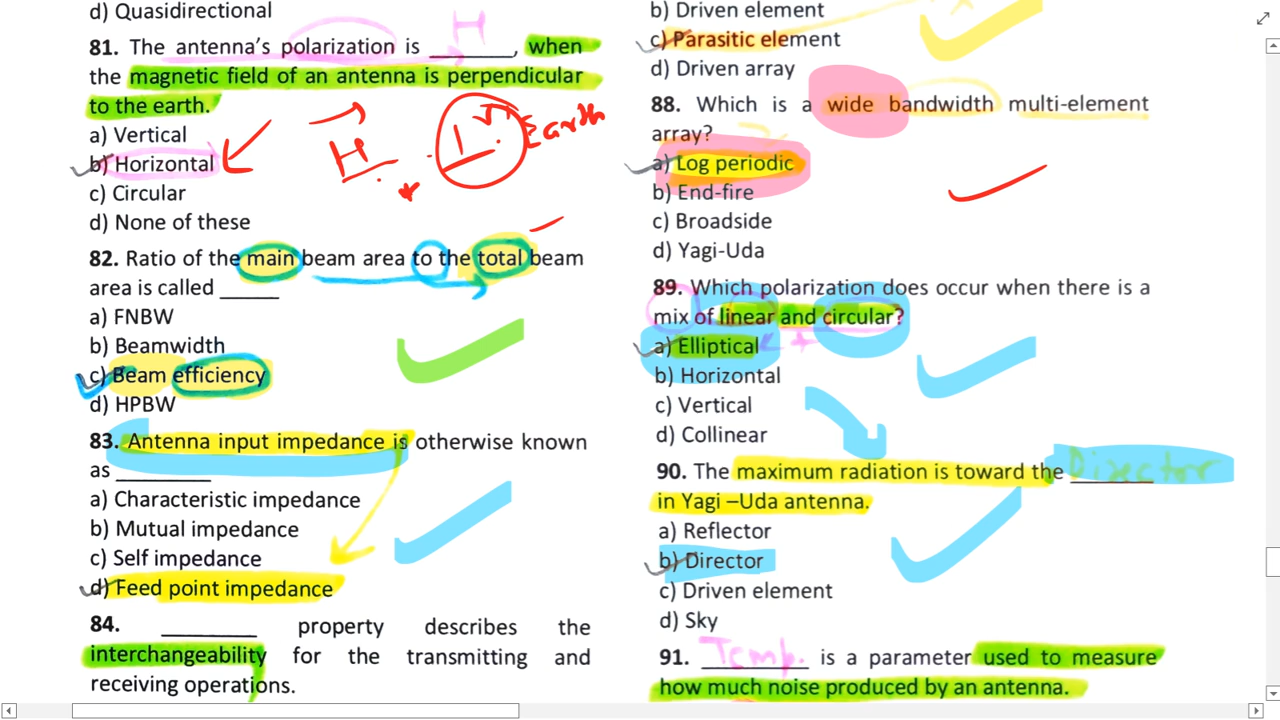 d) Quasidirectional
81. The antenna's polarization is ________, when
the magnetic field of an antenna is perpendicular
to the earth.
a) Vertical
b) Horizontal
c) Circular
d) None of these
H
H
Earth
82. Ratio of the main beam area to the total beam
area is called ______
a) FNBW
b) Beamwidth
c) Beam efficiency
d) HPBW
83. Antenna input impedance is otherwise known
as _________
a) Characteristic impedance
b) Mutual impedance
c) Self impedance
d) Feed point impedance
84. _________ property describes the
interchangeability for the transmitting and
receiving operations.
b) Driven element
c) Parasitic element
d) Driven array
88. Which is a wide bandwidth multi-element
array?
a) Log periodic
b) End-fire
c) Broadside
d) Yagi-Uda
89. Which polarization does occur when there is a
mix of linear and circular?
a) Elliptical
b) Horizontal
c) Vertical
d) Collinear
90. The maximum radiation is toward the ________ Director
in Yagi –Uda antenna.
a) Reflector
b) Director
c) Driven element
d) Sky
91. Temp. is a parameter used to measure
how much noise produced by an antenna.